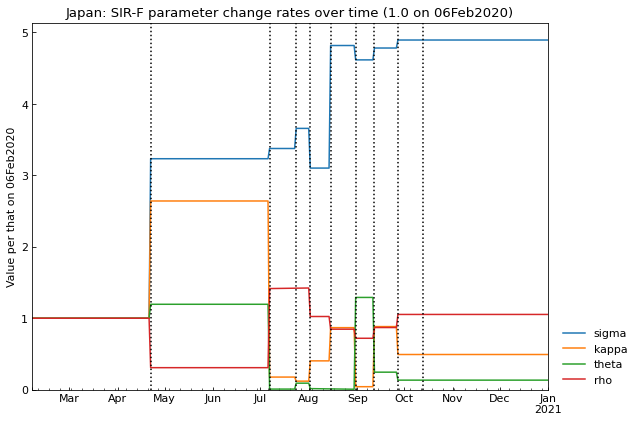 Japan: SIR-F parameter change rates over time (1.0 on 06Feb2020)
Value per that on 06Feb2020
5
4
3
2
1
0
Mar Apr May Jun Jul Aug Sep Oct Nov Dec Jan
2021
sigma
kappa
theta
rho